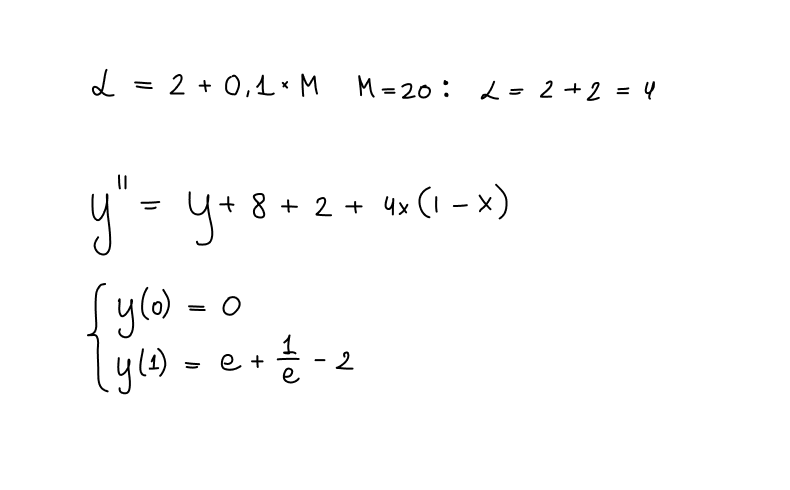 α = 2 + 0,1 * M   M = 20 :   α = 2 + 2 = 4
y'' = y + 8 + 2 + 4x(1 - x)
y(0) = 0
y(1) = e + 1/e - 2